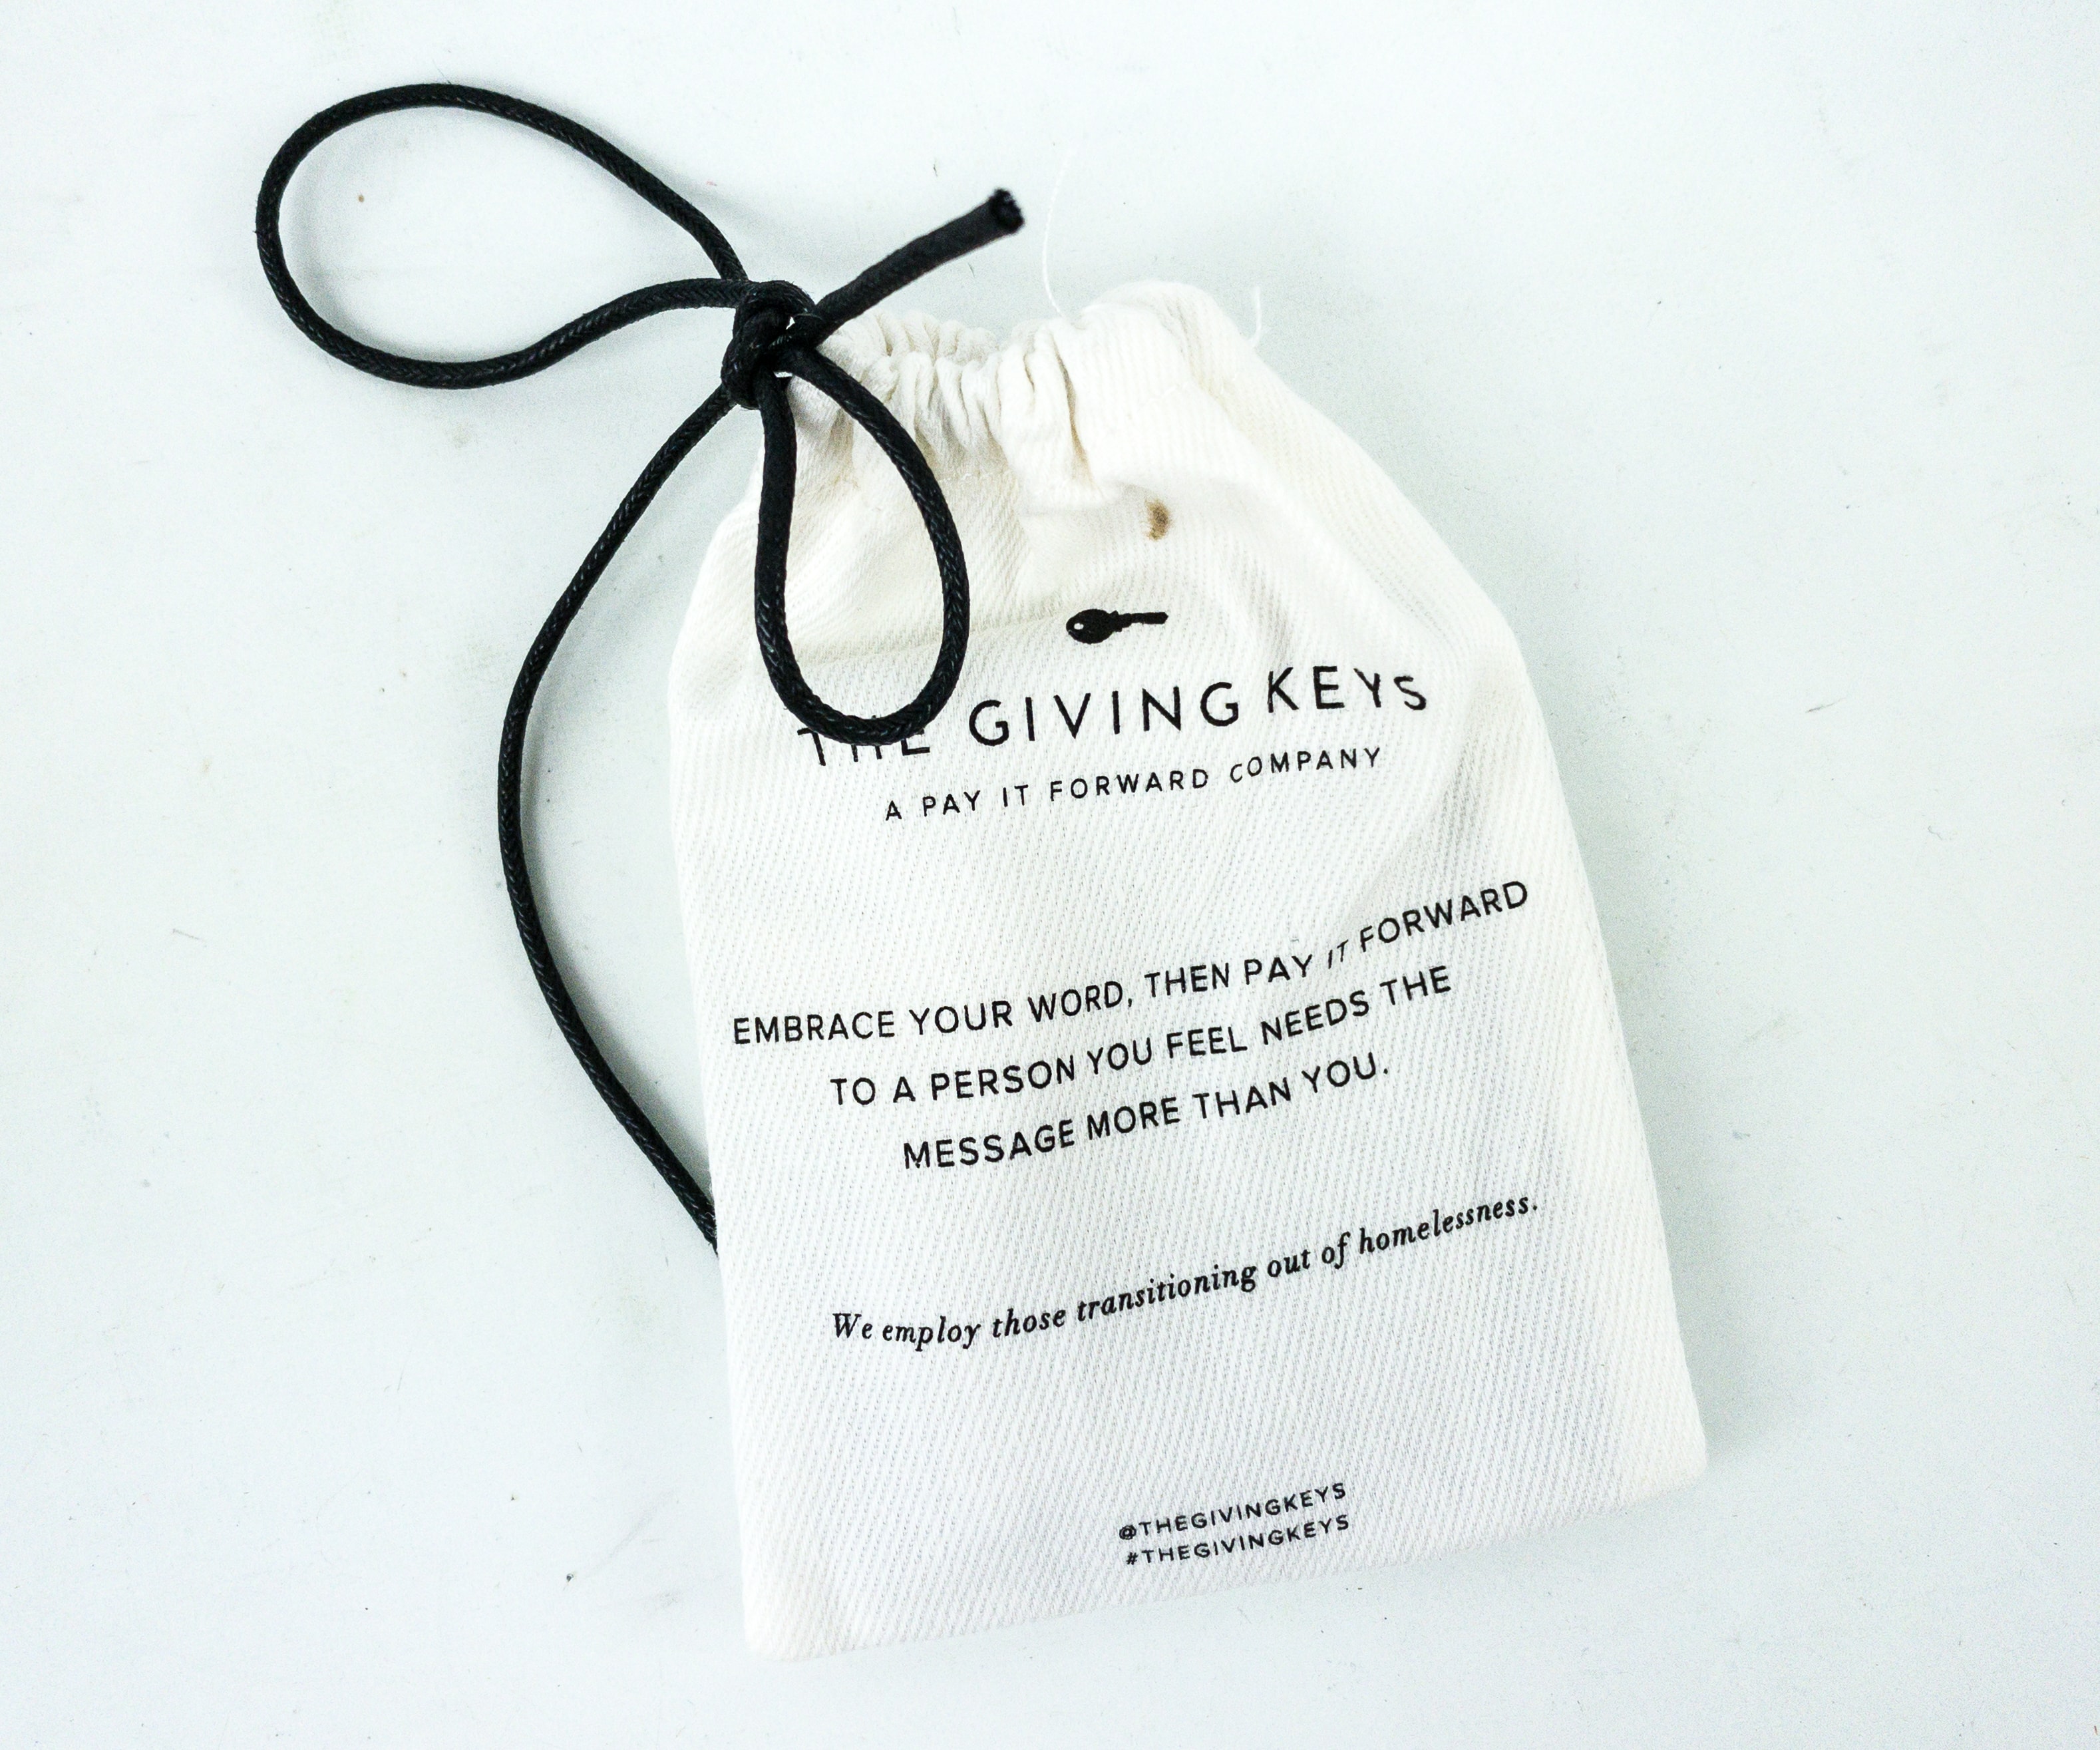 THE GIVING KEYS
A PAY IT FORWARD COMPANY
EMBRACE YOUR WORD, THEN PAY IT FORWARD
TO A PERSON YOU FEEL NEEDS THE
MESSAGE MORE THAN YOU.
We employ those transitioning out of homelessness.
@THEGIVINGKEYS
#THEGIVINGKEYS